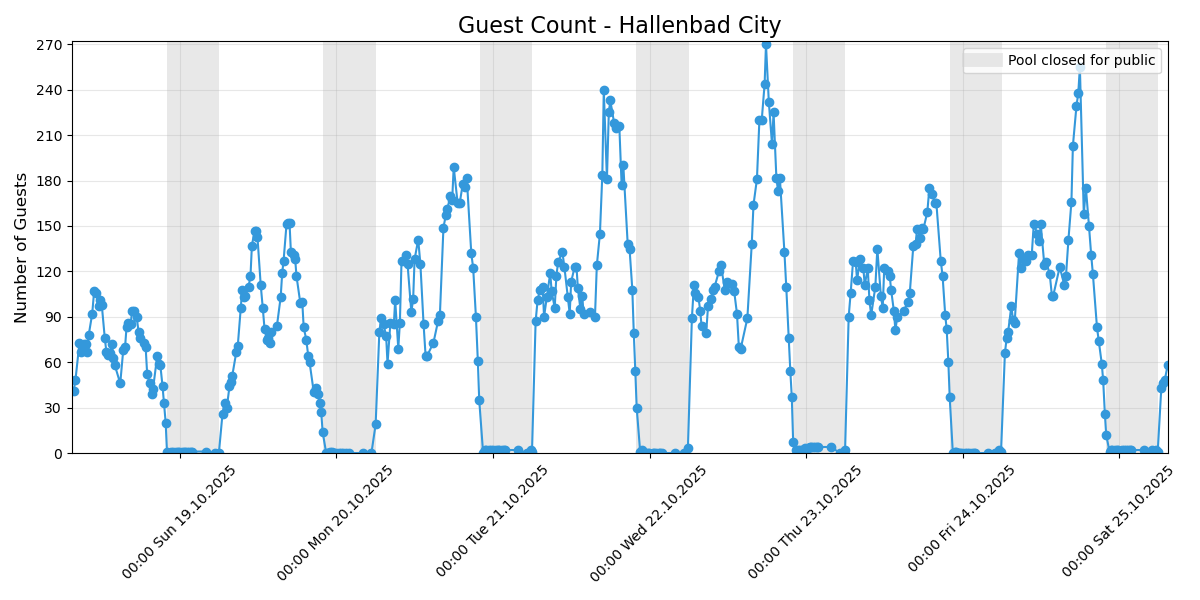 Guest Count - Hallenbad City
Pool closed for public
Number of Guests
270
240
210
180
150
120
90
60
30
0
00:00 Sun 19.10.2025
00:00 Mon 20.10.2025
00:00 Tue 21.10.2025
00:00 Wed 22.10.2025
00:00 Thu 23.10.2025
00:00 Fri 24.10.2025
00:00 Sat 25.10.2025